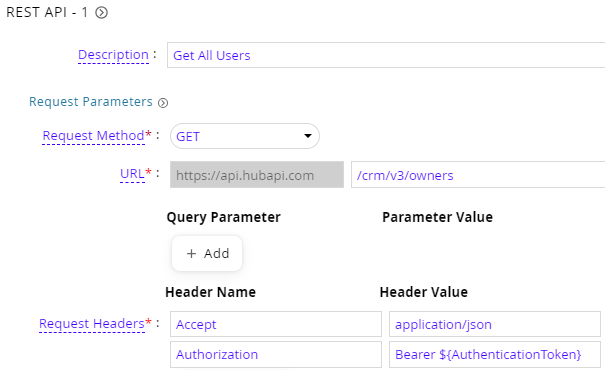 REST API - 1
Description : Get All Users
Request Parameters
Request Method* : GET
URL* : https://api.hubapi.com /crm/v3/owners
Query Parameter Parameter Value
+ Add
Header Name Header Value
Request Headers* : Accept application/json
Authorization Bearer ${AuthenticationToken}